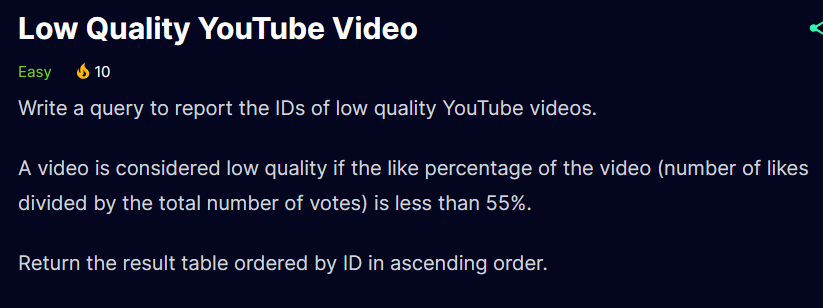 Low Quality YouTube Video
Easy 10
Write a query to report the IDs of low quality YouTube videos.
A video is considered low quality if the like percentage of the video (number of likes
divided by the total number of votes) is less than 55%.
Return the result table ordered by ID in ascending order.